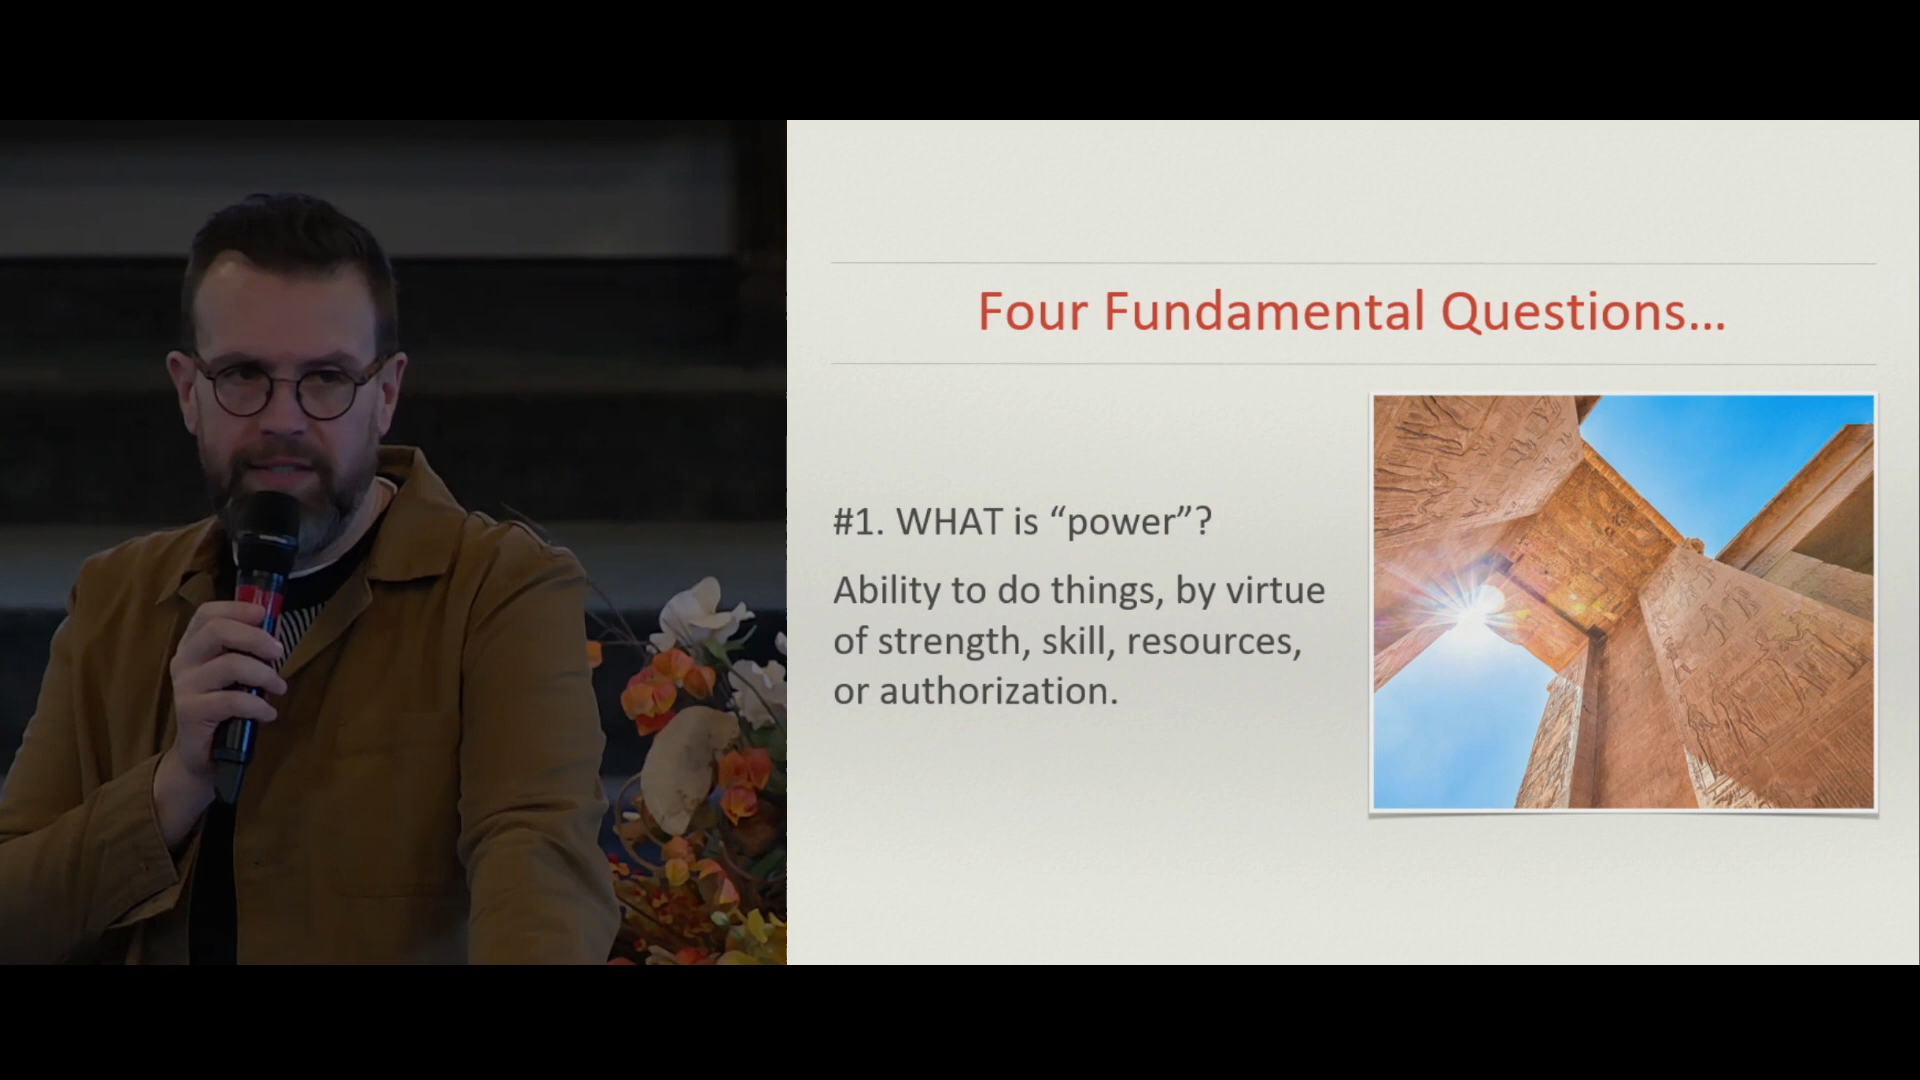 Four Fundamental Questions...
#1. WHAT is “power”?
Ability to do things, by virtue
of strength, skill, resources,
or authorization.